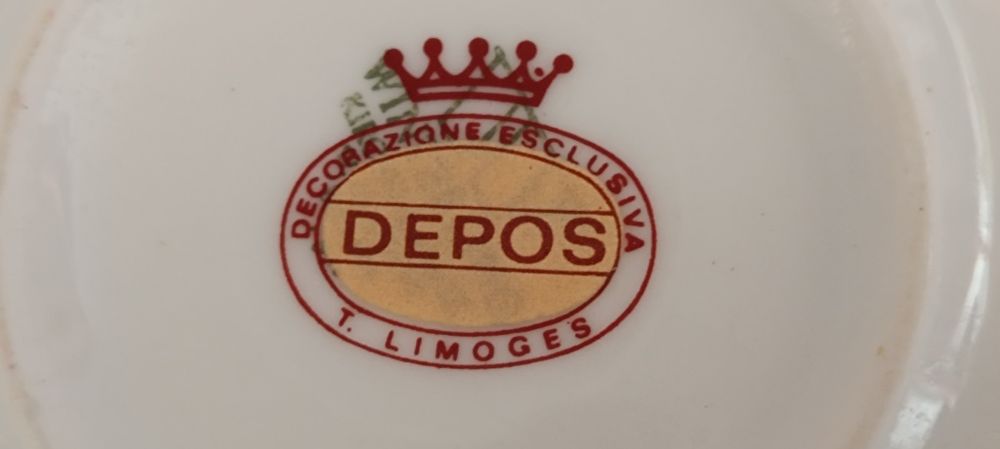 DECORAZIONE ESCLUSIVA
DEPOS
T. LIMOGES